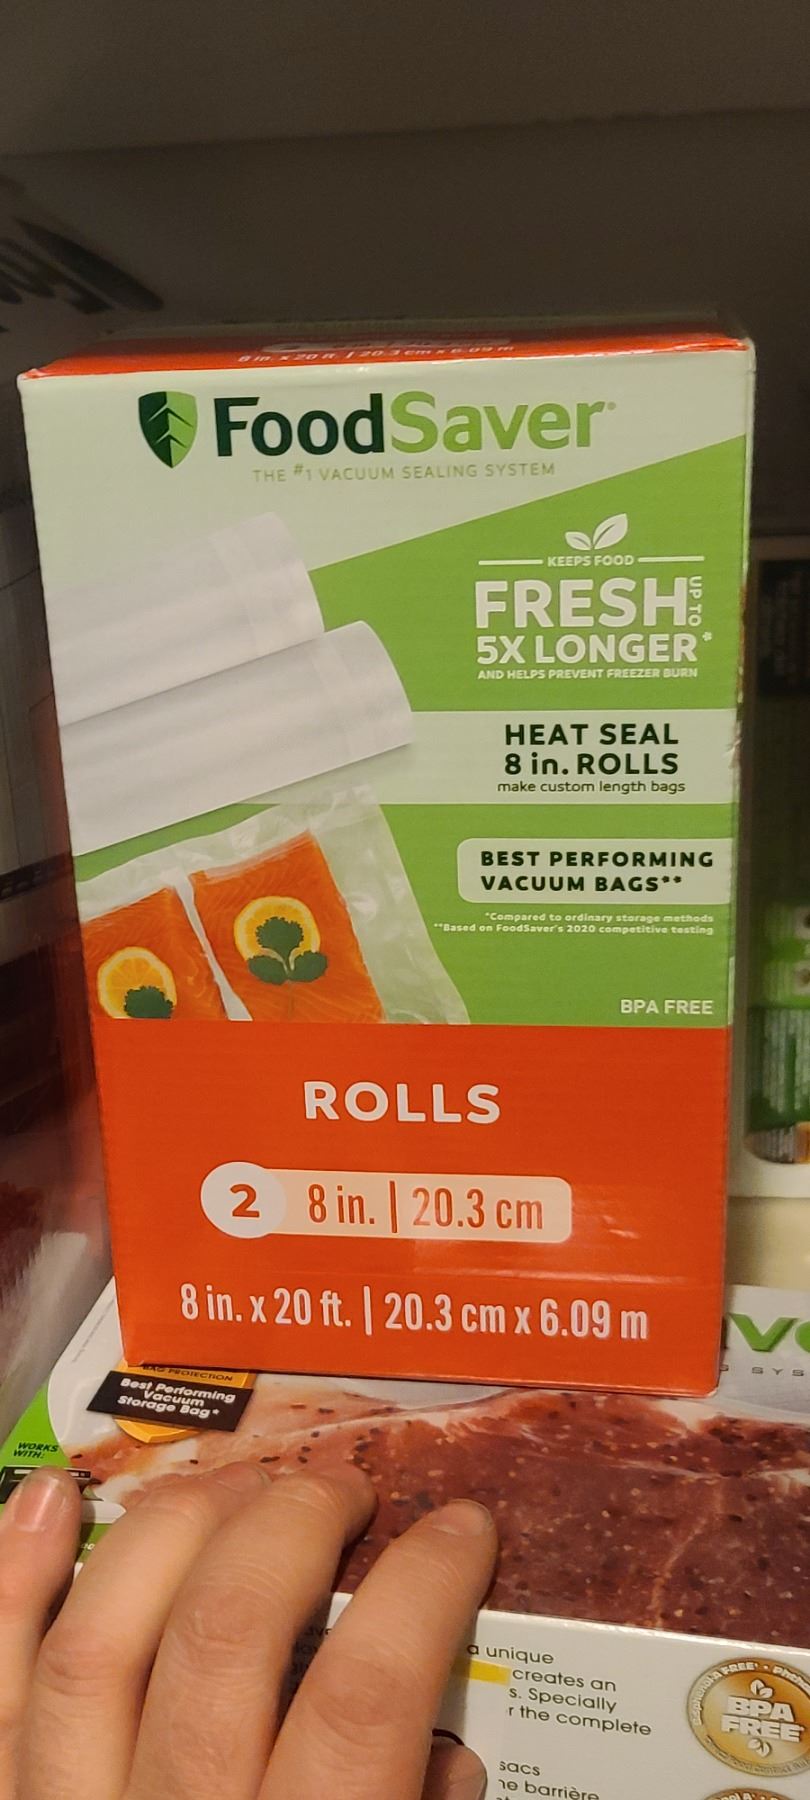 8 in. x 20 ft. | 20.3 cm x 6.09 m
FoodSaver®
THE #1 VACUUM SEALING SYSTEM
KEEPS FOOD
FRESH UP TO
5X LONGER*
AND HELPS PREVENT FREEZER BURN
HEAT SEAL
8 in. ROLLS
make custom length bags
BEST PERFORMING
VACUUM BAGS**
*Compared to ordinary storage methods
**Based on FoodSaver's 2020 competitive testing
BPA FREE
ROLLS
2 8 in. | 20.3 cm
8 in. x 20 ft. | 20.3 cm x 6.09 m
BAG PROTECTION
Best Performing
Vacuum
Storage Bag*
WORKS
WITH:
a unique
creates an
s. Specially
r the complete
BPA
FREE
sacs
ne barrière